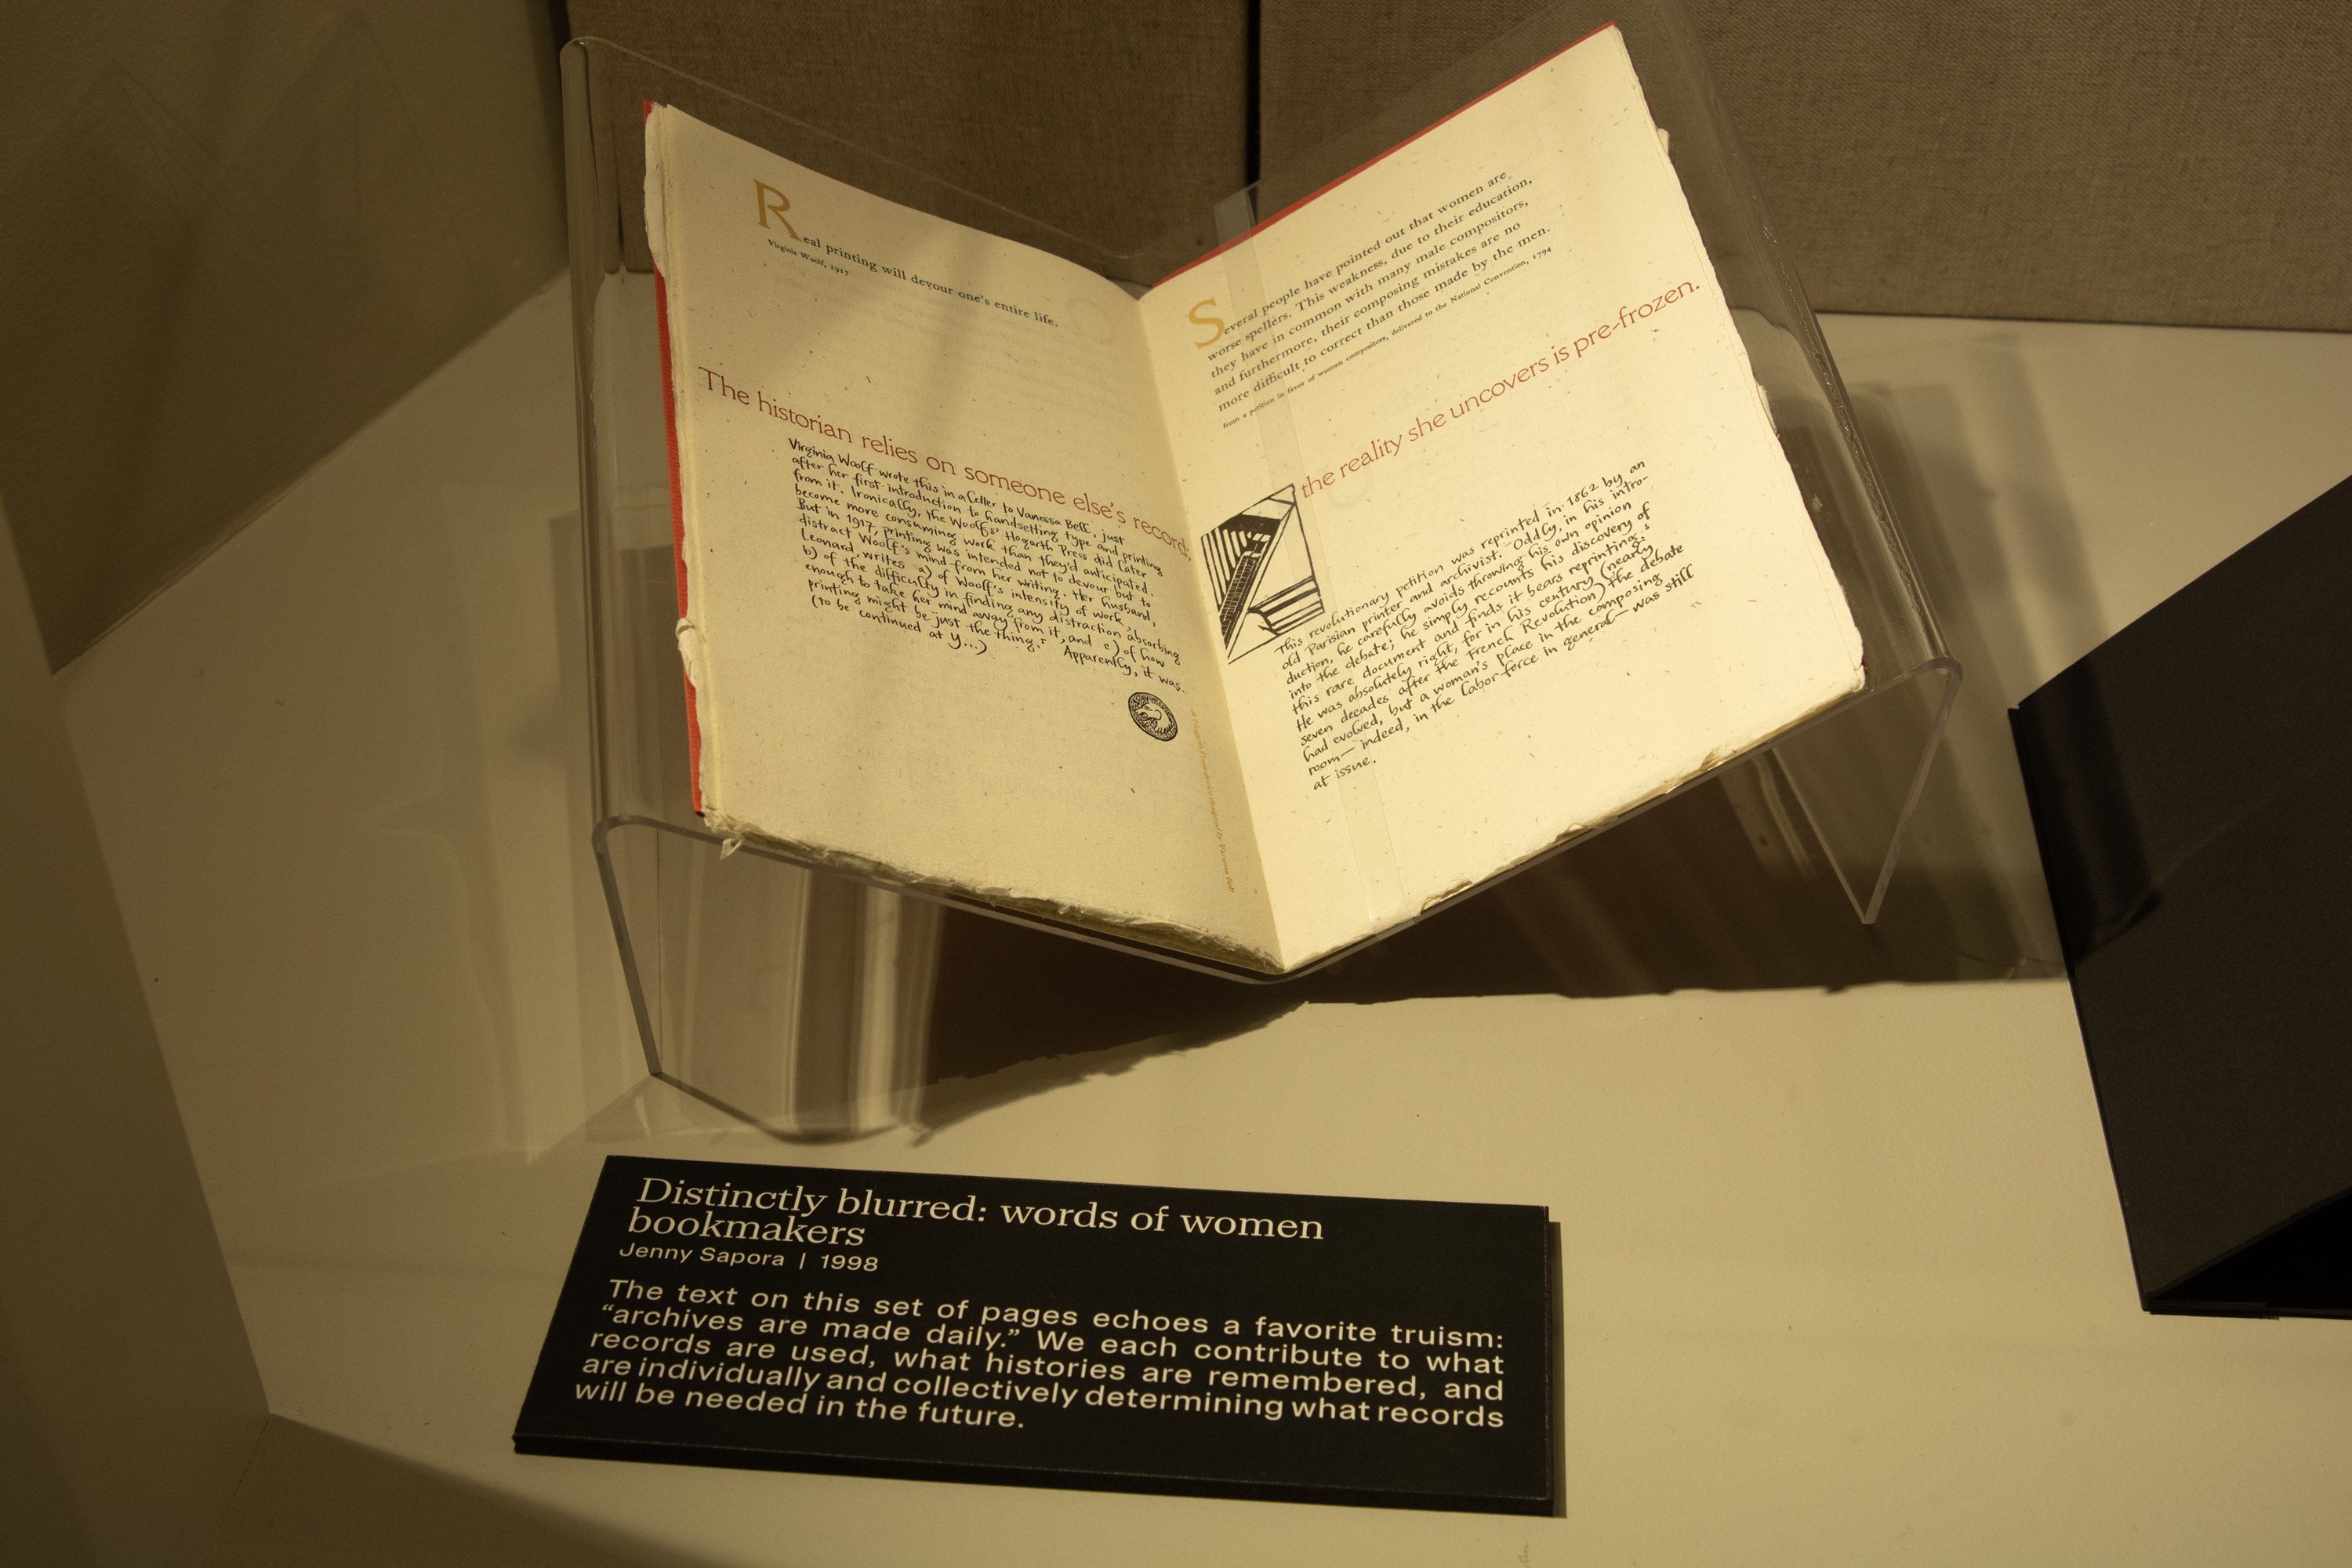 Real printing will devour one's entire life.
Virginia Woolf, 1917
The historian relies on someone else's record:
Virginia Woolf wrote this in a letter to Vanessa Bell, just
after her first introduction to handsetting type and printing
from it. Ironically, the Woolfs' Hogarth Press did later
become more consuming work than they'd anticipated.
But in 1917, printing was intended not to devour but to
distract Woolf's mind from her writing. Her husband,
Leonard, writes a) of Woolf's intensity of work,
b) of the difficulty in finding any distraction absorbing
enough to take her mind away from it, and c) of how
printing might be just the thing. Apparently, it was.
(to be
continued at y...)
A Hogarth Press device designed by Vanessa Bell
Several people have pointed out that women are
worse spellers. This weakness, due to their education,
they have in common with many male compositors,
and furthermore, their composing mistakes are no
more difficult to correct than those made by the men.
from a petition in favor of women compositors, delivered to the National Convention, 1794
the reality she uncovers is pre-frozen.
This revolutionary petition was reprinted in 1862 by an
old Parisian printer and archivist. Oddly, in his intro-
duction, he carefully avoids throwing his own opinion
into the debate; he simply recounts his discovery of
this rare document and finds it bears reprinting.
He was absolutely right, for in his century (nearly
seven decades after the French Revolution) the debate
had evolved, but a woman's place in the composing
room—indeed, in the labor force in general—was still
at issue.
Distinctly blurred: words of women
bookmakers
Jenny Sapora | 1998
The text on this set of pages echoes a favorite truism:
“archives are made daily.” We each contribute to what
records are used, what histories are remembered, and
are individually and collectively determining what records
will be needed in the future.